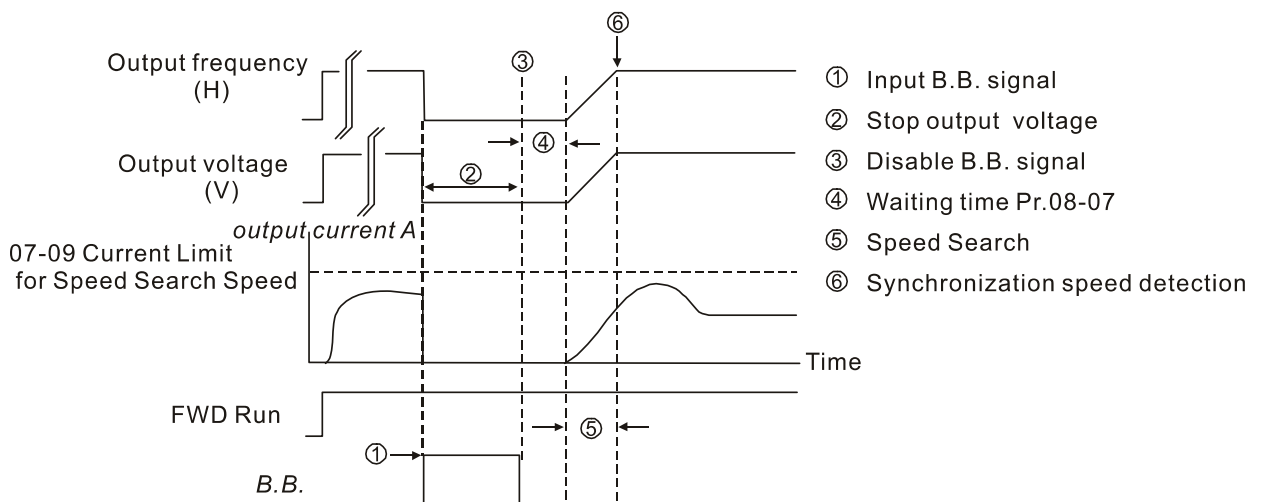 ⑥
Output frequency
(H)
③
① Input B.B. signal
② Stop output voltage
④
Output voltage
(V)
②
③ Disable B.B. signal
④ Waiting time Pr.08-07
output current A
07-09 Current Limit
for Speed Search Speed
⑤ Speed Search
⑥ Synchronization speed detection
Time
FWD Run
⑤
①
B.B.